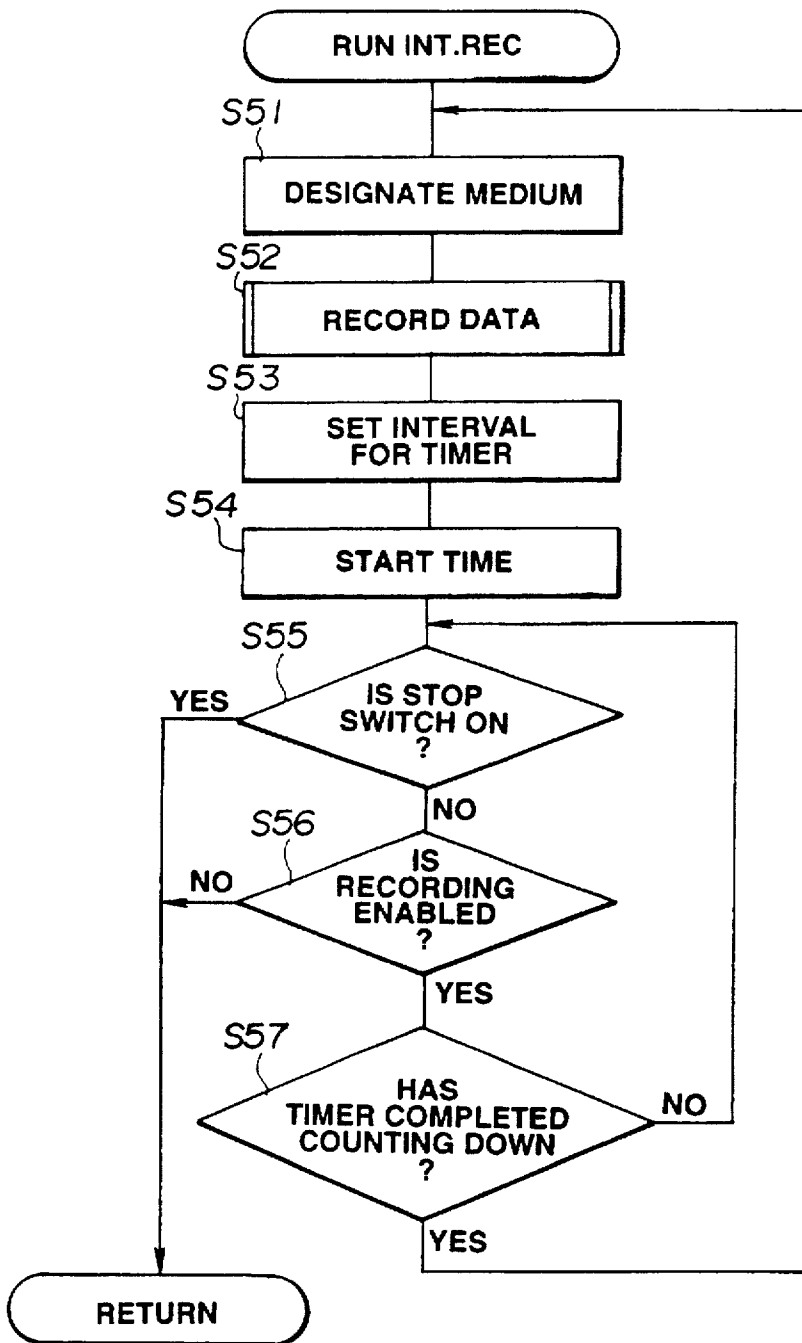 RUN INT.REC
S51
DESIGNATE MEDIUM
S52
RECORD DATA
S53
SET INTERVAL
FOR TIMER
S54
START TIME
S55
YES
IS STOP
SWITCH ON
?
NO
S56
NO
IS
RECORDING
ENABLED
?
YES
S57
HAS
TIMER COMPLETED
COUNTING DOWN
?
NO
YES
RETURN